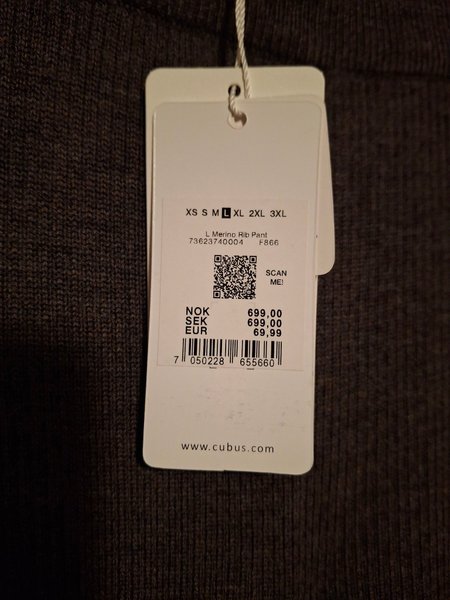 XS S M L XL 2XL 3XL
L Merino Rib Pant
73623740004 F866
SCAN
ME!
NOK 699,00
SEK 699,00
EUR 69,99
7 050228 655660
www.cubus.com